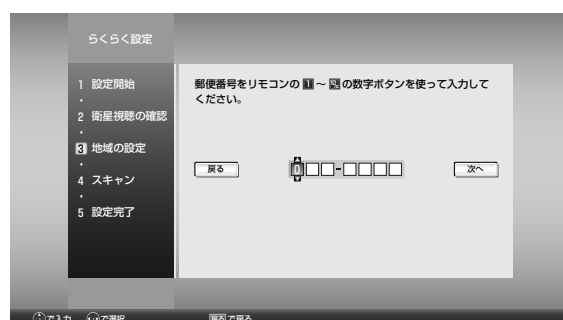 らくらく設定
1 設定開始
2 衛星視聴の確認
3 地域の設定
4 スキャン
5 設定完了
郵便番号をリモコンの 1 ～ 10 の数字ボタンを使って入力して
ください。
戻る
0 -
次へ
で入力 で選択 戻る で戻る